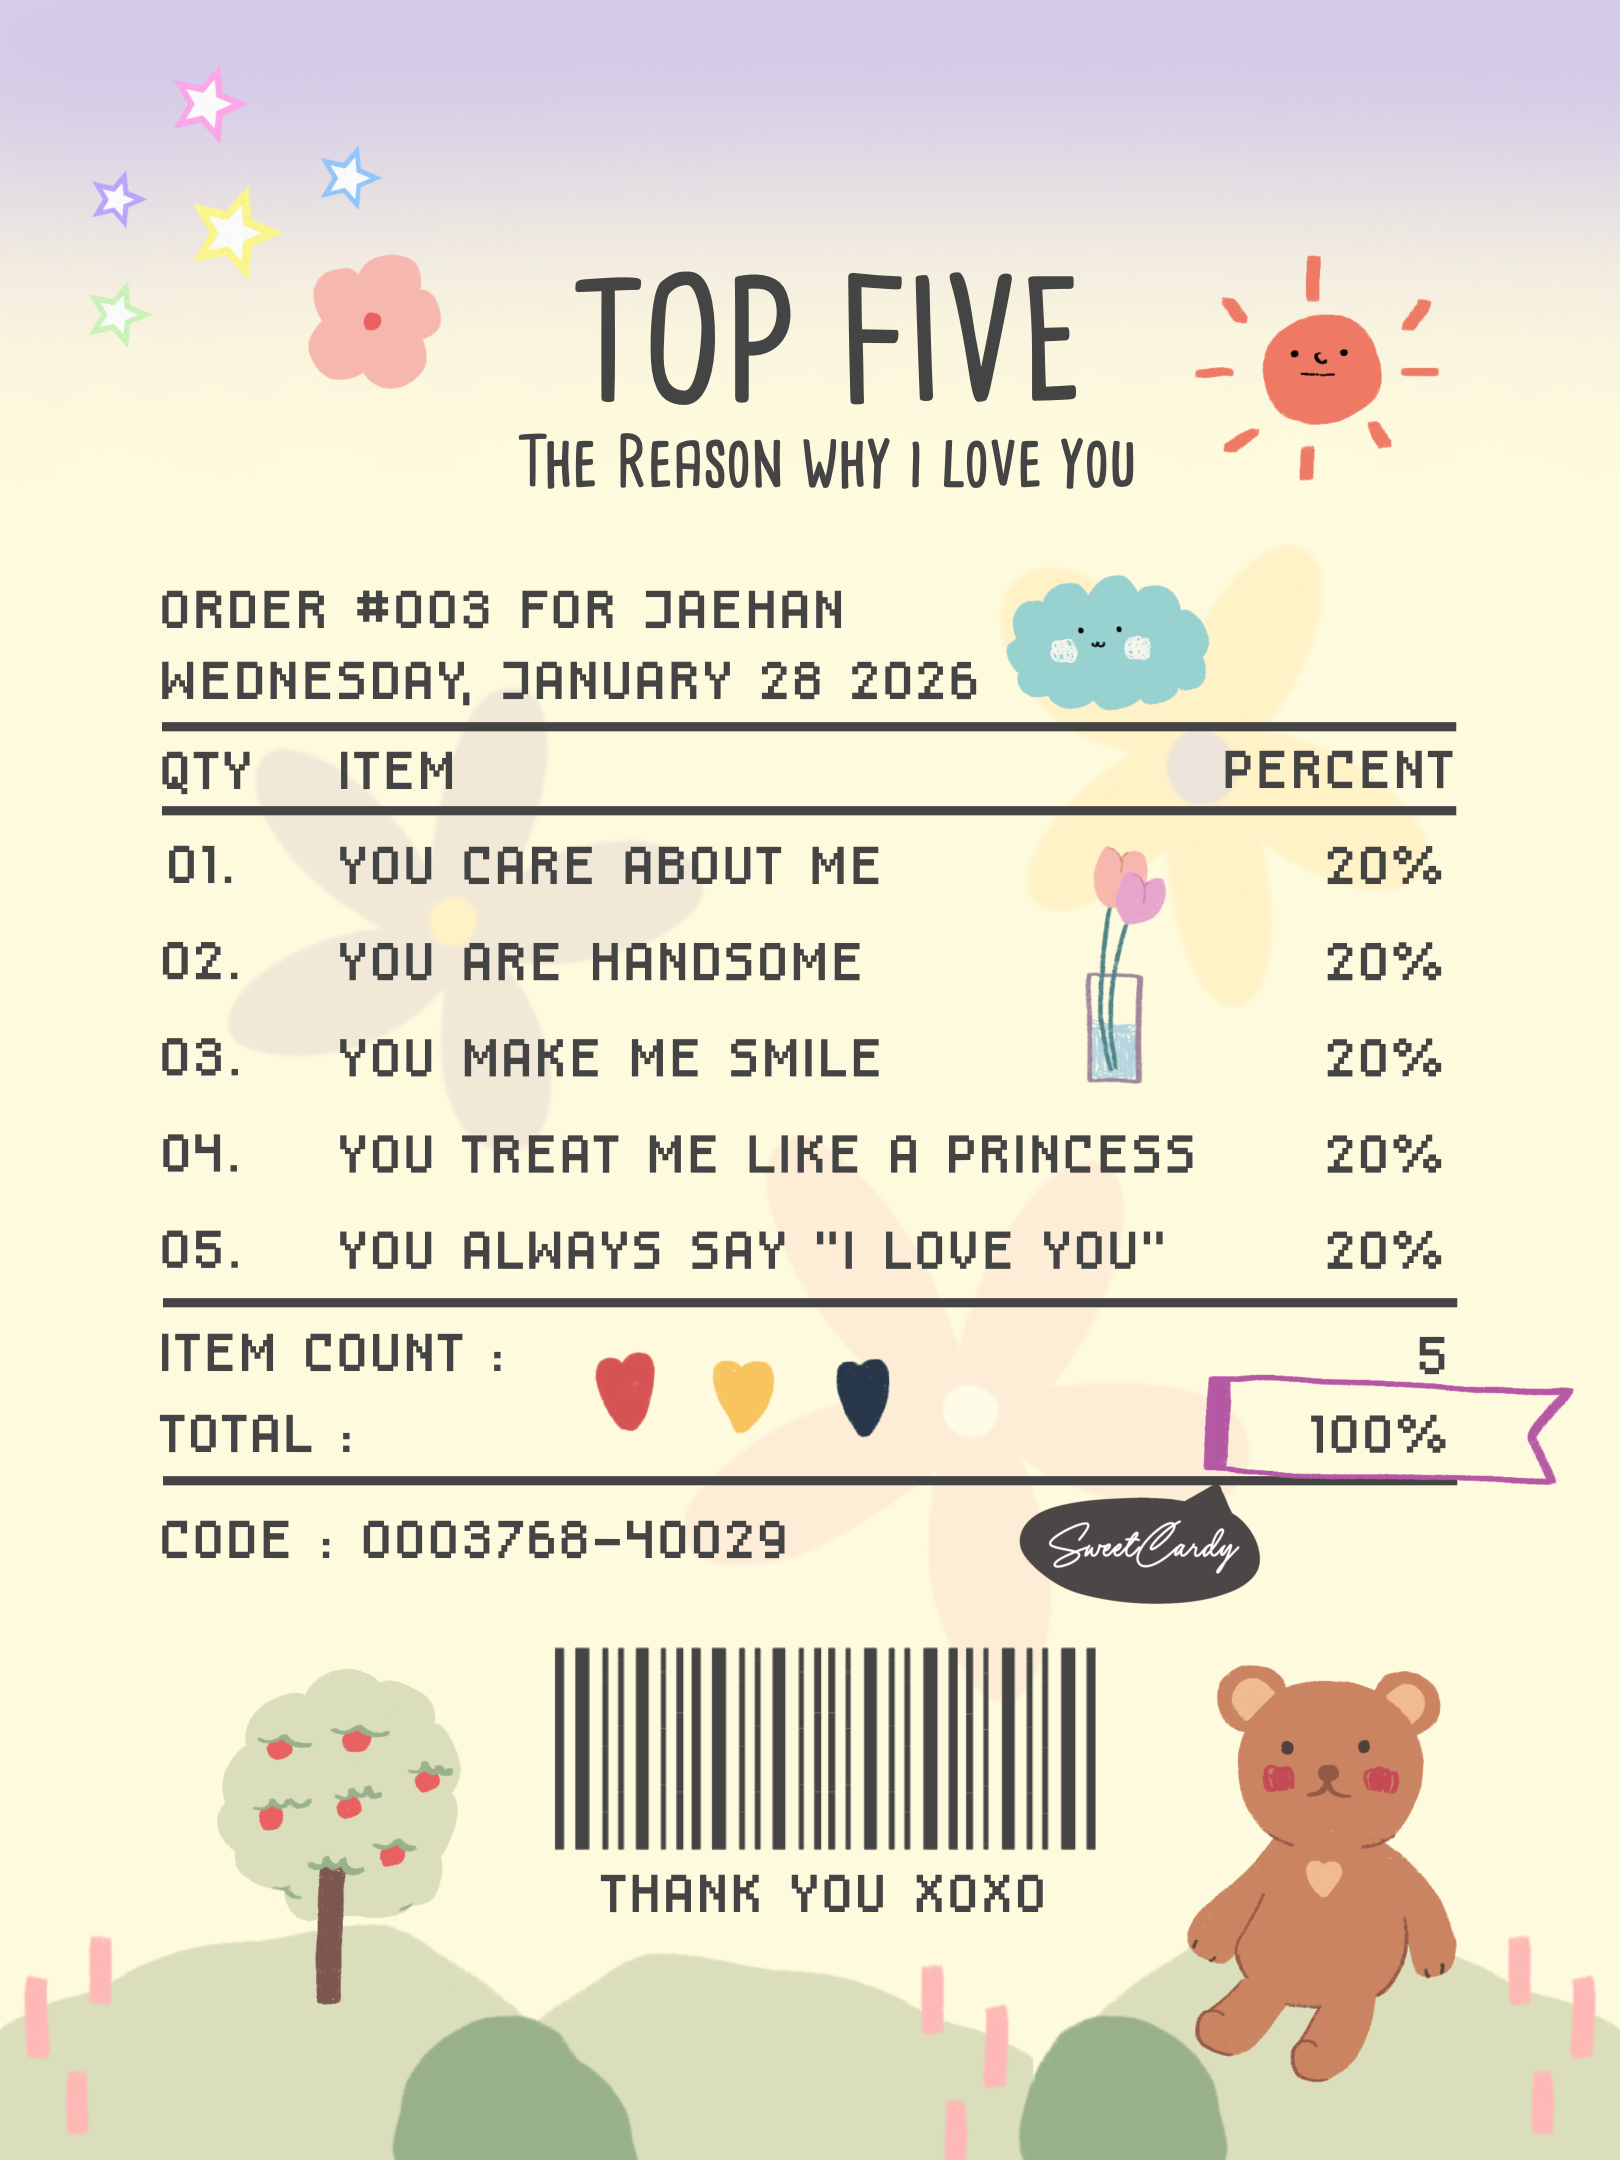 TOP FIVE
THE REASON WHY I LOVE YOU
ORDER #003 FOR JAEHAN
WEDNESDAY, JANUARY 28 2026
QTY ITEM PERCENT
01. YOU CARE ABOUT ME 20%
02. YOU ARE HANDSOME 20%
03. YOU MAKE ME SMILE 20%
04. YOU TREAT ME LIKE A PRINCESS 20%
05. YOU ALWAYS SAY "I LOVE YOU" 20%
ITEM COUNT : 5
TOTAL : 100%
CODE : 0003768-40029
SweetCardy
THANK YOU XOXO